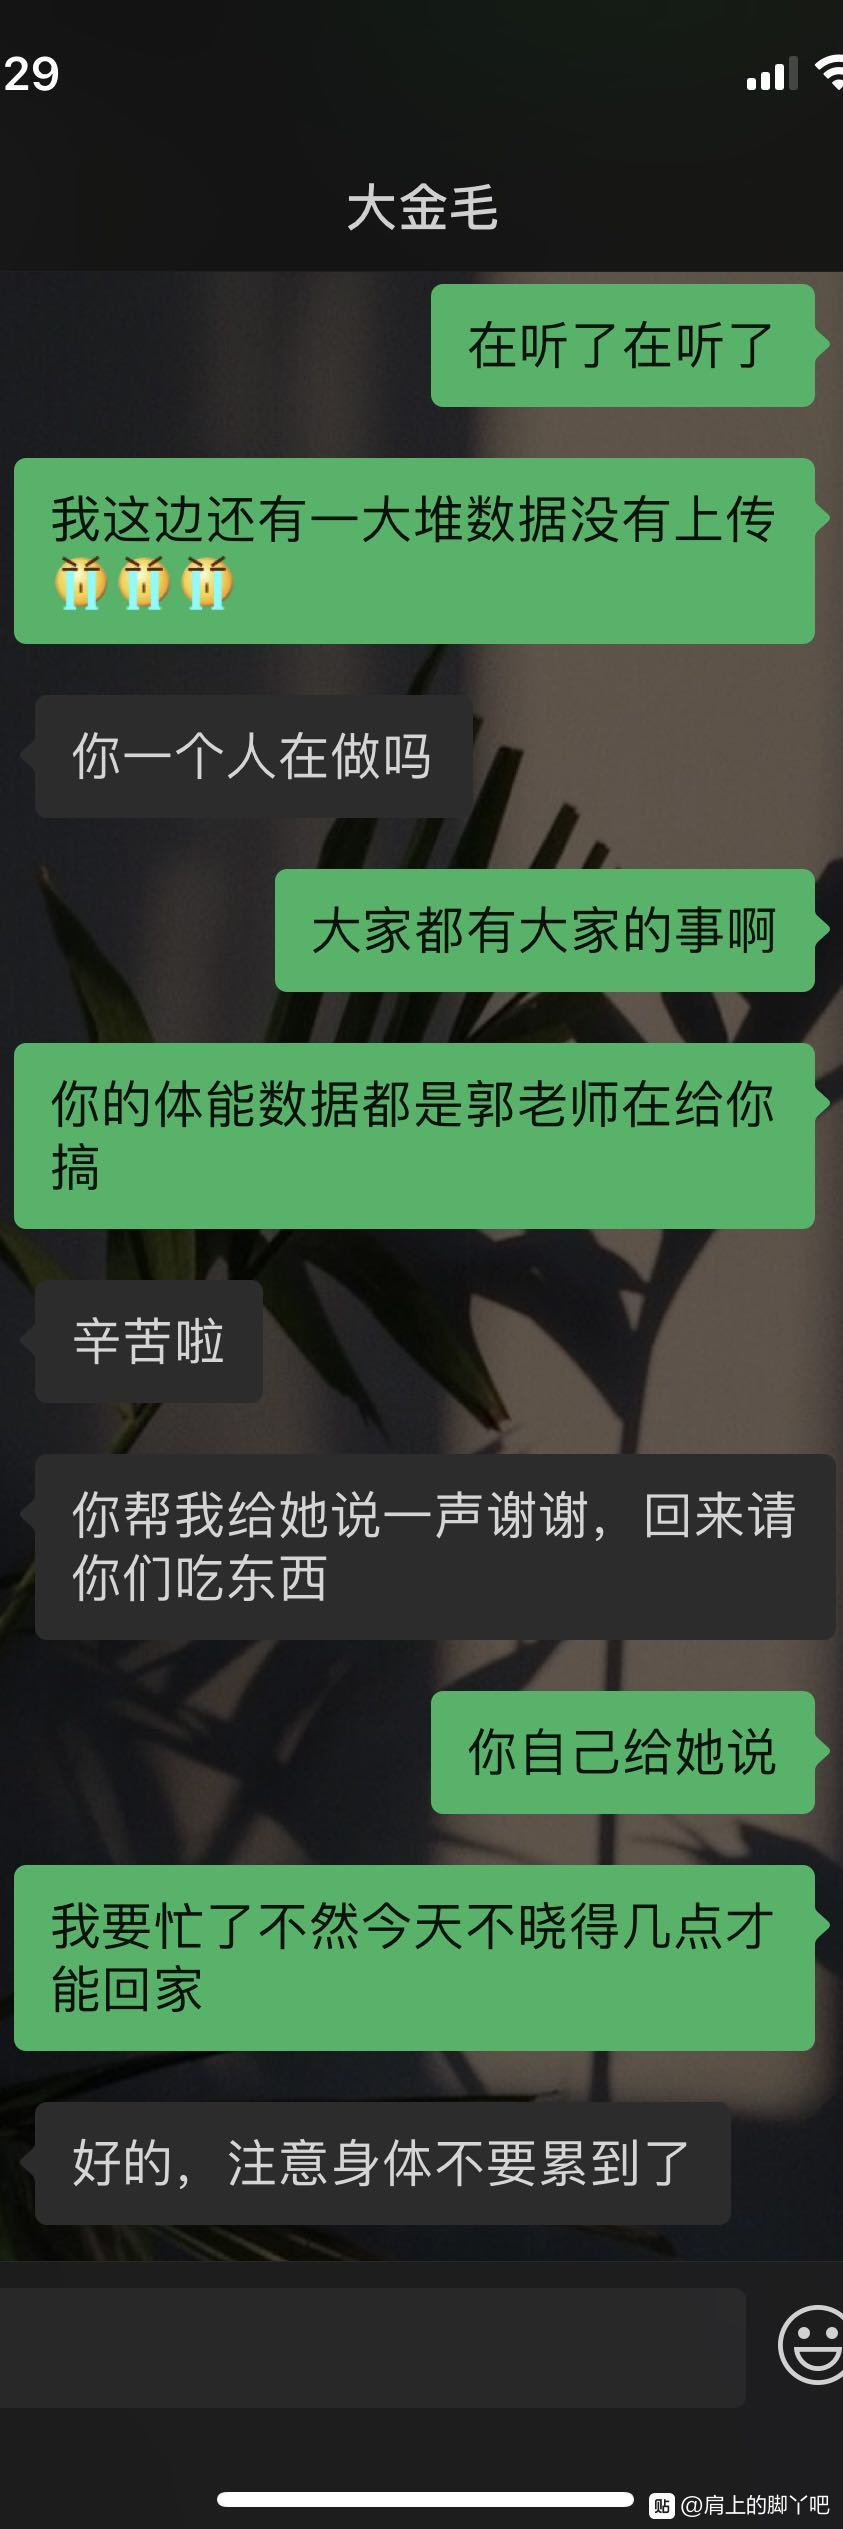 29
大金毛
在听了在听了
我这边还有一大堆数据没有上传
你一个人在做吗
大家都有大家的事啊
你的体能数据都是郭老师在给你
搞
辛苦啦
你帮我给她说一声谢谢，回来请
你们吃东西
你自己给她说
我要忙了不然今天不晓得几点才
能回家
好的，注意身体不要累到了
贴 @肩上的脚丫吧